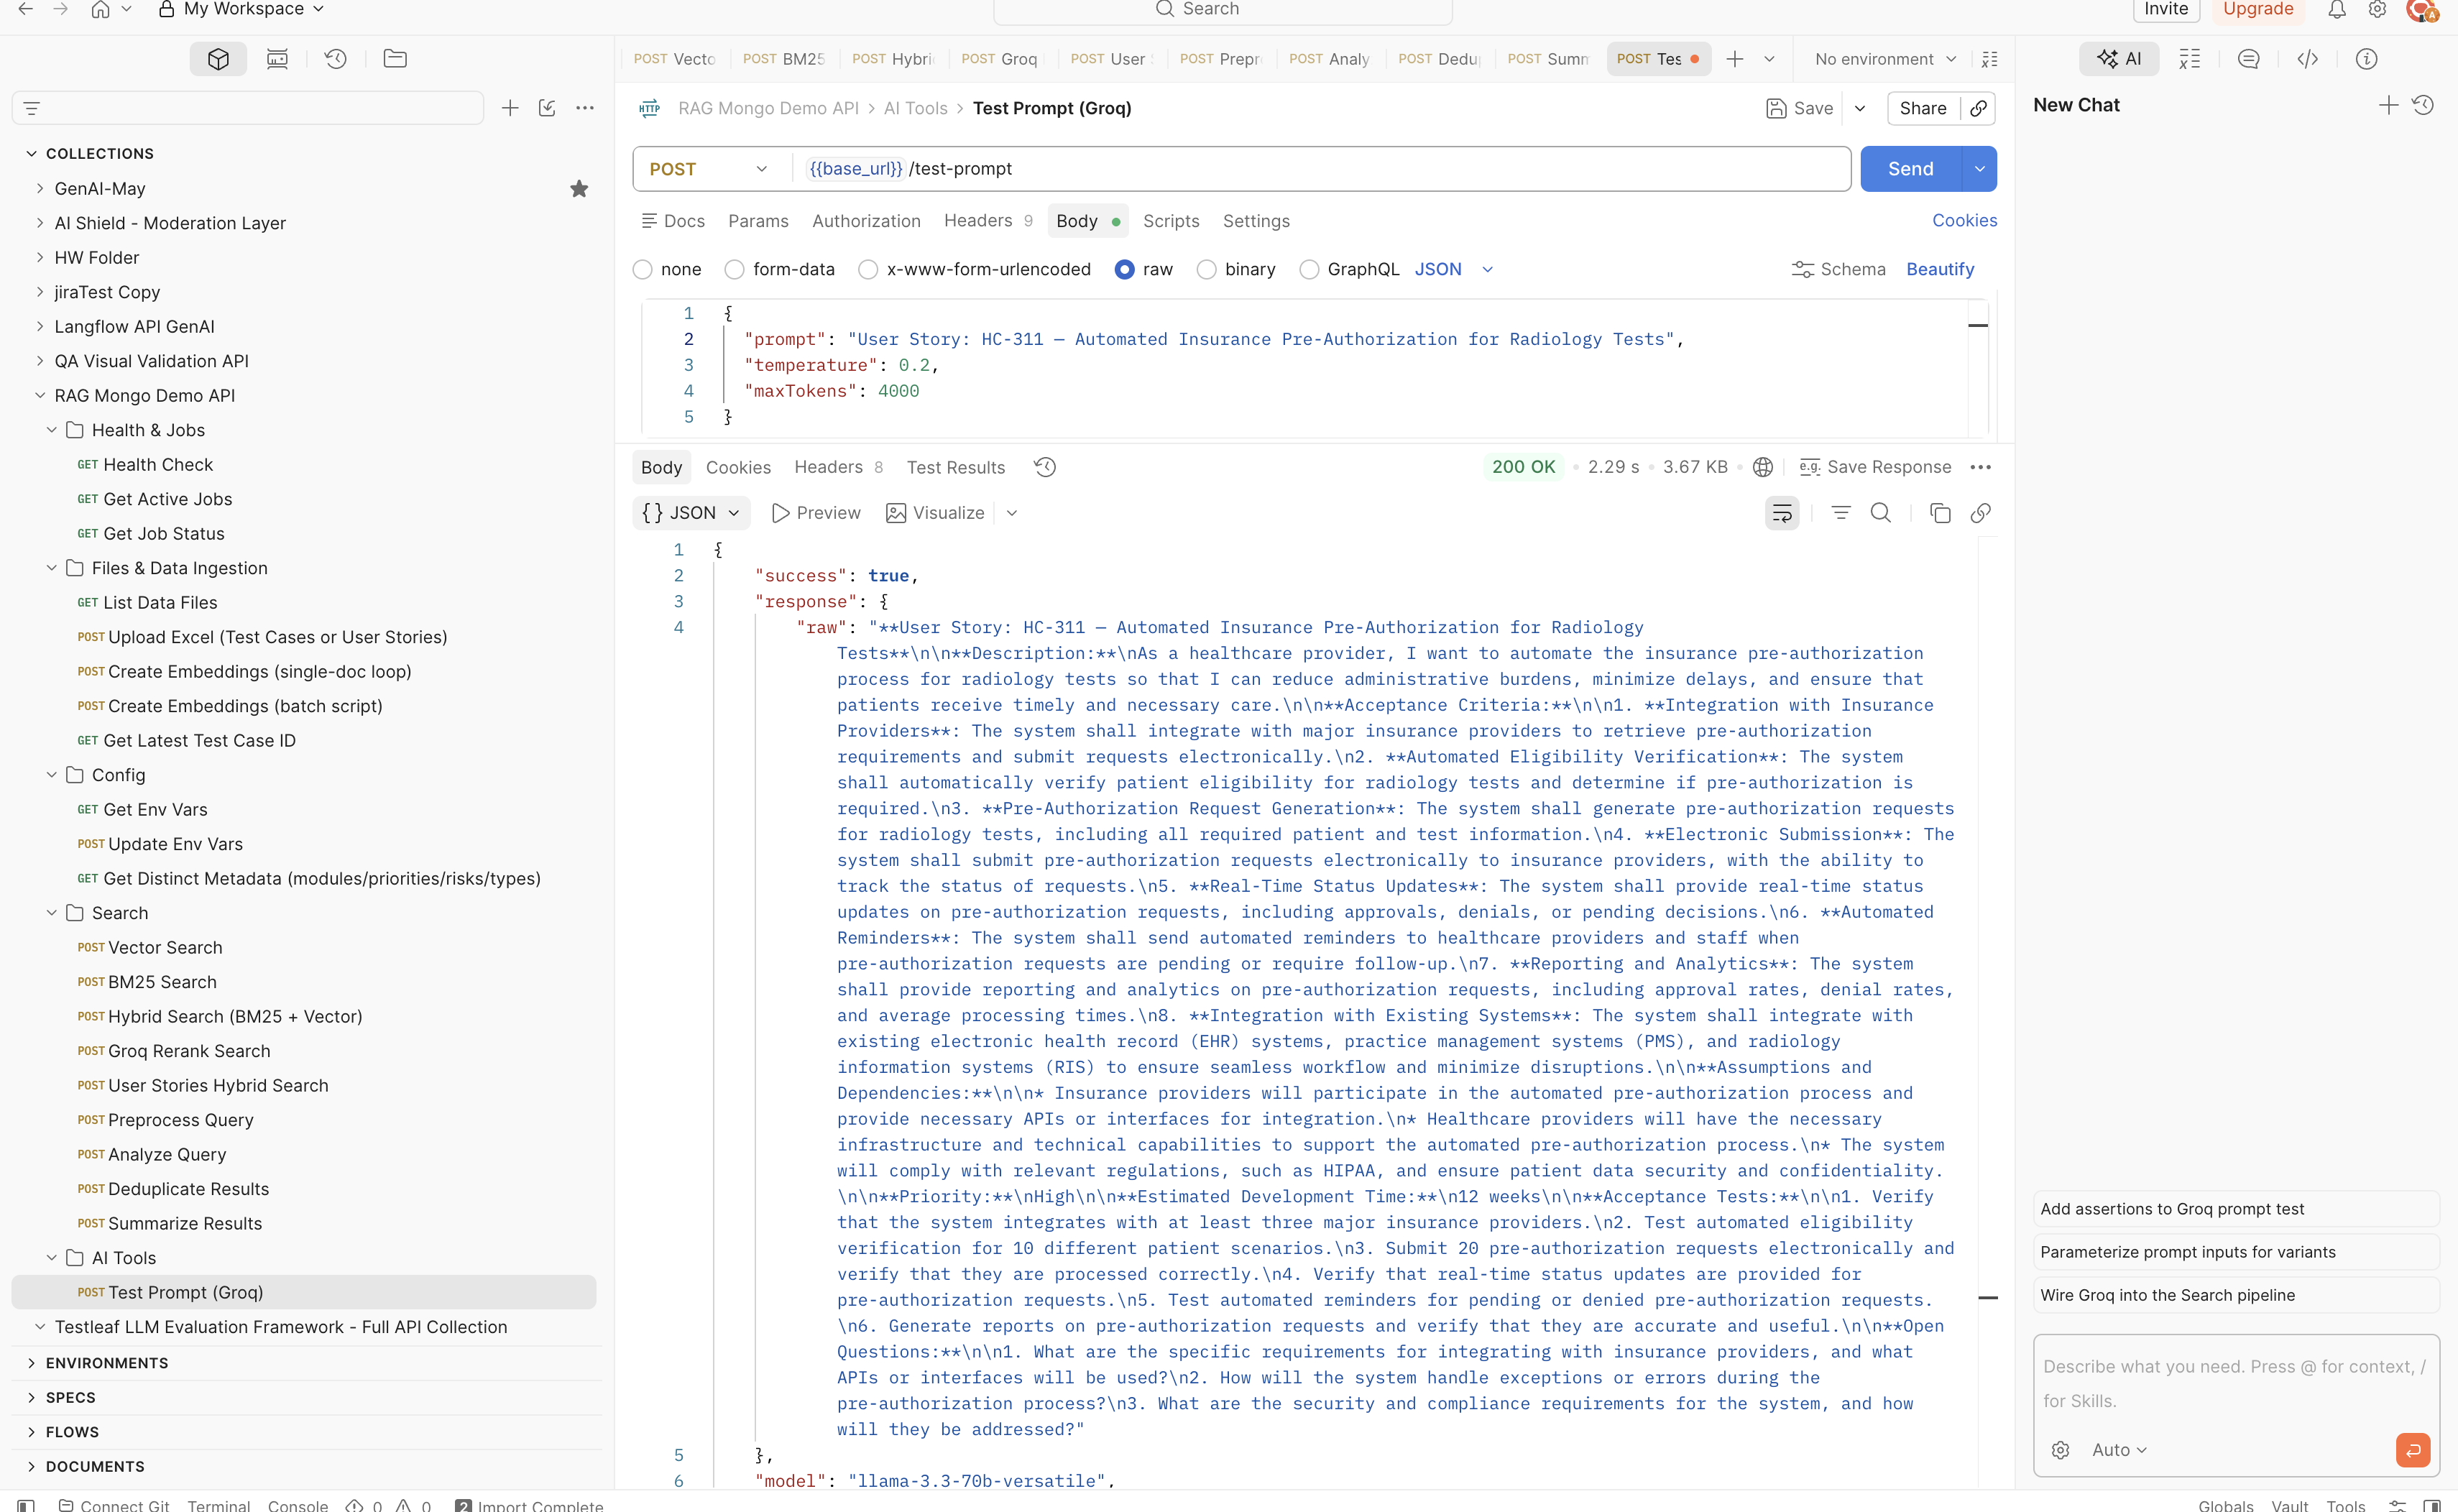 My Workspace
Search
Invite
Upgrade
POST Vecto
POST BM25
POST Hybri
POST Groq
POST User
POST Prepr
POST Analy
POST Dedu
POST Summ
POST Tes
No environment
AI
COLLECTIONS
GenAI-May
AI Shield - Moderation Layer
HW Folder
jiraTest Copy
Langflow API GenAI
QA Visual Validation API
RAG Mongo Demo API
Health & Jobs
GET Health Check
GET Get Active Jobs
GET Get Job Status
Files & Data Ingestion
GET List Data Files
POST Upload Excel (Test Cases or User Stories)
POST Create Embeddings (single-doc loop)
POST Create Embeddings (batch script)
GET Get Latest Test Case ID
Config
GET Get Env Vars
POST Update Env Vars
GET Get Distinct Metadata (modules/priorities/risks/types)
Search
POST Vector Search
POST BM25 Search
POST Hybrid Search (BM25 + Vector)
POST Groq Rerank Search
POST User Stories Hybrid Search
POST Preprocess Query
POST Analyze Query
POST Deduplicate Results
POST Summarize Results
AI Tools
POST Test Prompt (Groq)
Testleaf LLM Evaluation Framework - Full API Collection
ENVIRONMENTS
SPECS
FLOWS
DOCUMENTS
HTTP RAG Mongo Demo API > AI Tools > Test Prompt (Groq)
Save
Share
POST
{{base_url}} /test-prompt
Send
Docs
Params
Authorization
Headers 9
Body
Scripts
Settings
Cookies
none
form-data
x-www-form-urlencoded
raw
binary
GraphQL
JSON
Schema
Beautify
1 {
2 "prompt": "User Story: HC-311 – Automated Insurance Pre-Authorization for Radiology Tests",
3 "temperature": 0.2,
4 "maxTokens": 4000
5 }
Body
Cookies
Headers 8
Test Results
200 OK
2.29 s
3.67 KB
e.g. Save Response
{} JSON
Preview
Visualize
1 {
2 "success": true,
3 "response": {
4 "raw": "**User Story: HC-311 – Automated Insurance Pre-Authorization for Radiology
Tests**\n\n**Description:**\nAs a healthcare provider, I want to automate the insurance pre-authorization
process for radiology tests so that I can reduce administrative burdens, minimize delays, and ensure that
patients receive timely and necessary care.\n\n**Acceptance Criteria:**\n\n1. **Integration with Insurance
Providers**: The system shall integrate with major insurance providers to retrieve pre-authorization
requirements and submit requests electronically.\n2. **Automated Eligibility Verification**: The system
shall automatically verify patient eligibility for radiology tests and determine if pre-authorization is
required.\n3. **Pre-Authorization Request Generation**: The system shall generate pre-authorization requests
for radiology tests, including all required patient and test information.\n4. **Electronic Submission**: The
system shall submit pre-authorization requests electronically to insurance providers, with the ability to
track the status of requests.\n5. **Real-Time Status Updates**: The system shall provide real-time status
updates on pre-authorization requests, including approvals, denials, or pending decisions.\n6. **Automated
Reminders**: The system shall send automated reminders to healthcare providers and staff when
pre-authorization requests are pending or require follow-up.\n7. **Reporting and Analytics**: The system
shall provide reporting and analytics on pre-authorization requests, including approval rates, denial rates,
and average processing times.\n8. **Integration with Existing Systems**: The system shall integrate with
existing electronic health record (EHR) systems, practice management systems (PMS), and radiology
information systems (RIS) to ensure seamless workflow and minimize disruptions.\n\n**Assumptions and
Dependencies:**\n\n* Insurance providers will participate in the automated pre-authorization process and
provide necessary APIs or interfaces for integration.\n* Healthcare providers will have the necessary
infrastructure and technical capabilities to support the automated pre-authorization process.\n* The system
will comply with relevant regulations, such as HIPAA, and ensure patient data security and confidentiality.
\n\n**Priority:**\nHigh\n\n**Estimated Development Time:**\n12 weeks\n\n**Acceptance Tests:**\n\n1. Verify
that the system integrates with at least three major insurance providers.\n2. Test automated eligibility
verification for 10 different patient scenarios.\n3. Submit 20 pre-authorization requests electronically and
verify that they are processed correctly.\n4. Verify that real-time status updates are provided for
pre-authorization requests.\n5. Test automated reminders for pending or denied pre-authorization requests.
\n6. Generate reports on pre-authorization requests and verify that they are accurate and useful.\n\n**Open
Questions:**\n\n1. What are the specific requirements for integrating with insurance providers, and what
APIs or interfaces will be used?\n2. How will the system handle exceptions or errors during the
pre-authorization process?\n3. What are the security and compliance requirements for the system, and how
will they be addressed?"
5 },
6 "model": "llama-3.3-70b-versatile",
New Chat
Add assertions to Groq prompt test
Parameterize prompt inputs for variants
Wire Groq into the Search pipeline
Describe what you need. Press @ for context, /
for Skills.
Auto
Connect Git
Terminal
Console
0
0
2 Import Complete
Globals
Vault
Tools